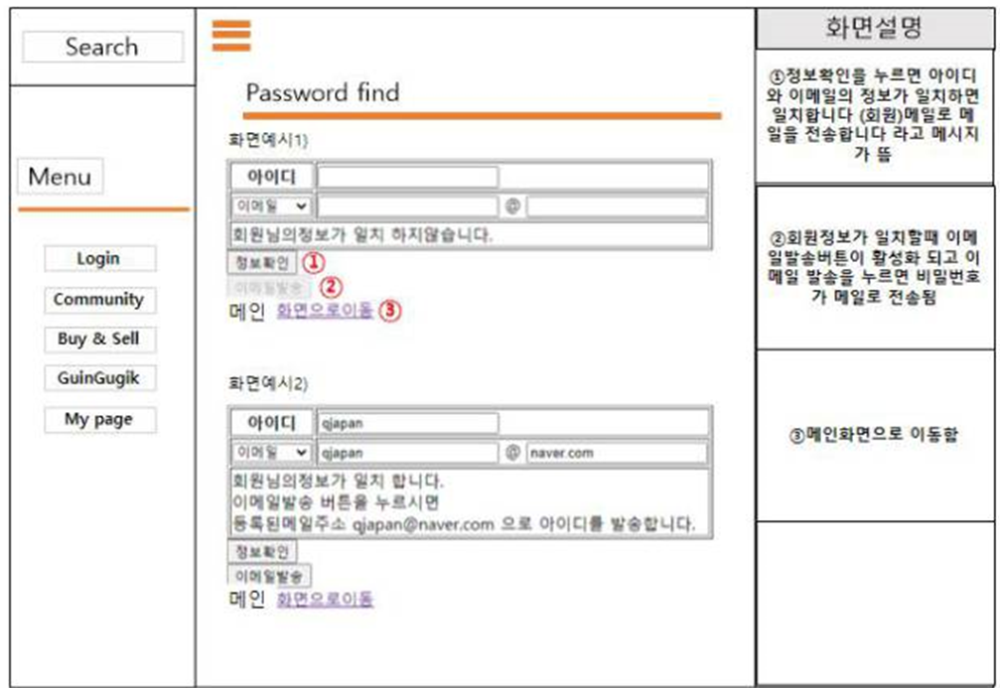 Search
Menu
Login
Community
Buy & Sell
GuinGugik
My page
Password find
화면예시1)
아이디
이메일 @
회원님의정보가 일치 하지않습니다.
정보확인 ①
이메일발송 ②
메인 화면으로이동 ③
화면예시2)
아이디 qjapan
이메일 qjapan @ naver.com
회원님의정보가 일치 합니다.
이메일발송 버튼을 누르시면
등록된메일주소 qjapan@naver.com 으로 아이디를 발송합니다.
정보확인
이메일발송
메인 화면으로이동
화면설명
①정보확인을 누르면 아이디
와 이메일의 정보가 일치하면
일치합니다 (회원)메일로 메
일을 전송합니다 라고 메시지
가 뜸
②회원정보가 일치할때 이메
일발송버튼이 활성화 되고 이
메일 발송을 누르면 비밀번호
가 메일로 전송됨
③메인화면으로 이동함